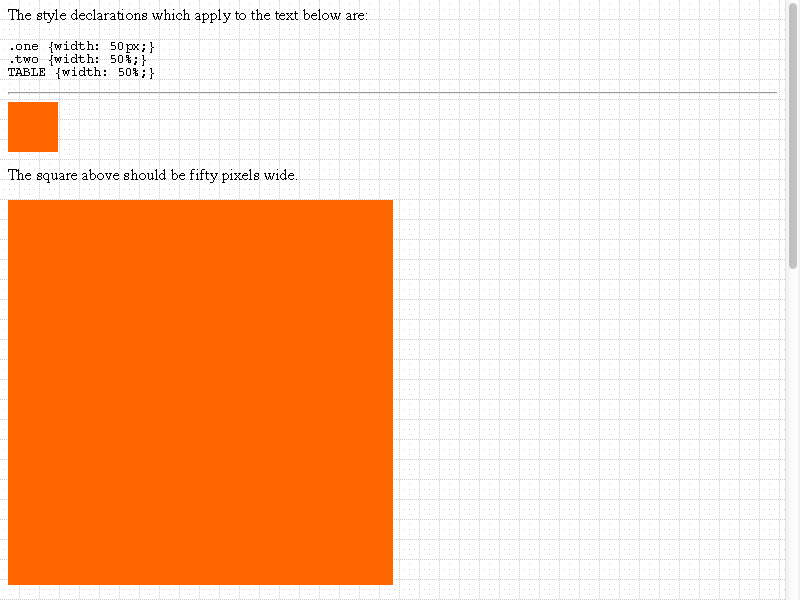 The style declarations which apply to the text below are:
.one {width: 50px;}
.two {width: 50%;}
TABLE {width: 50%;}
The square above should be fifty pixels wide.